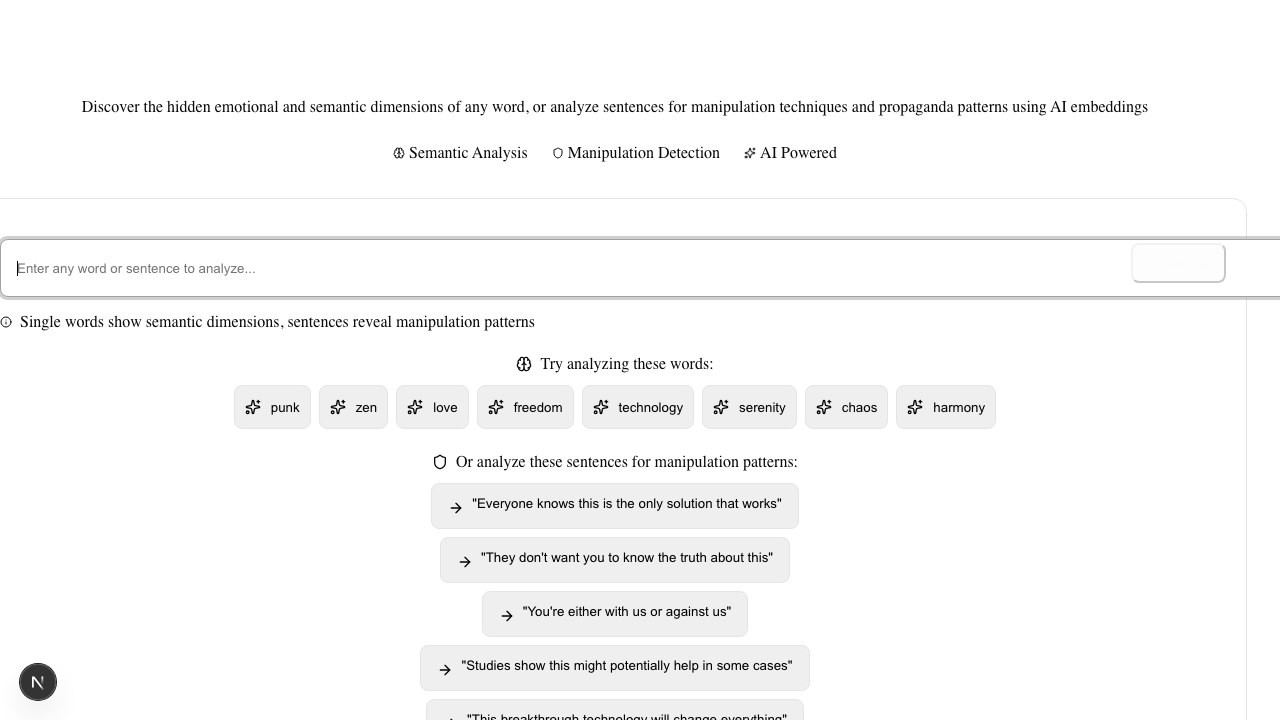 Discover the hidden emotional and semantic dimensions of any word, or analyze sentences for manipulation techniques and propaganda patterns using AI embeddings
Semantic Analysis Manipulation Detection AI Powered
Enter any word or sentence to analyze...
Single words show semantic dimensions, sentences reveal manipulation patterns
Try analyzing these words:
punk zen love freedom technology serenity chaos harmony
Or analyze these sentences for manipulation patterns:
"Everyone knows this is the only solution that works"
"They don't want you to know the truth about this"
"You're either with us or against us"
"Studies show this might potentially help in some cases"
"This breakthrough technology will change everything"
N